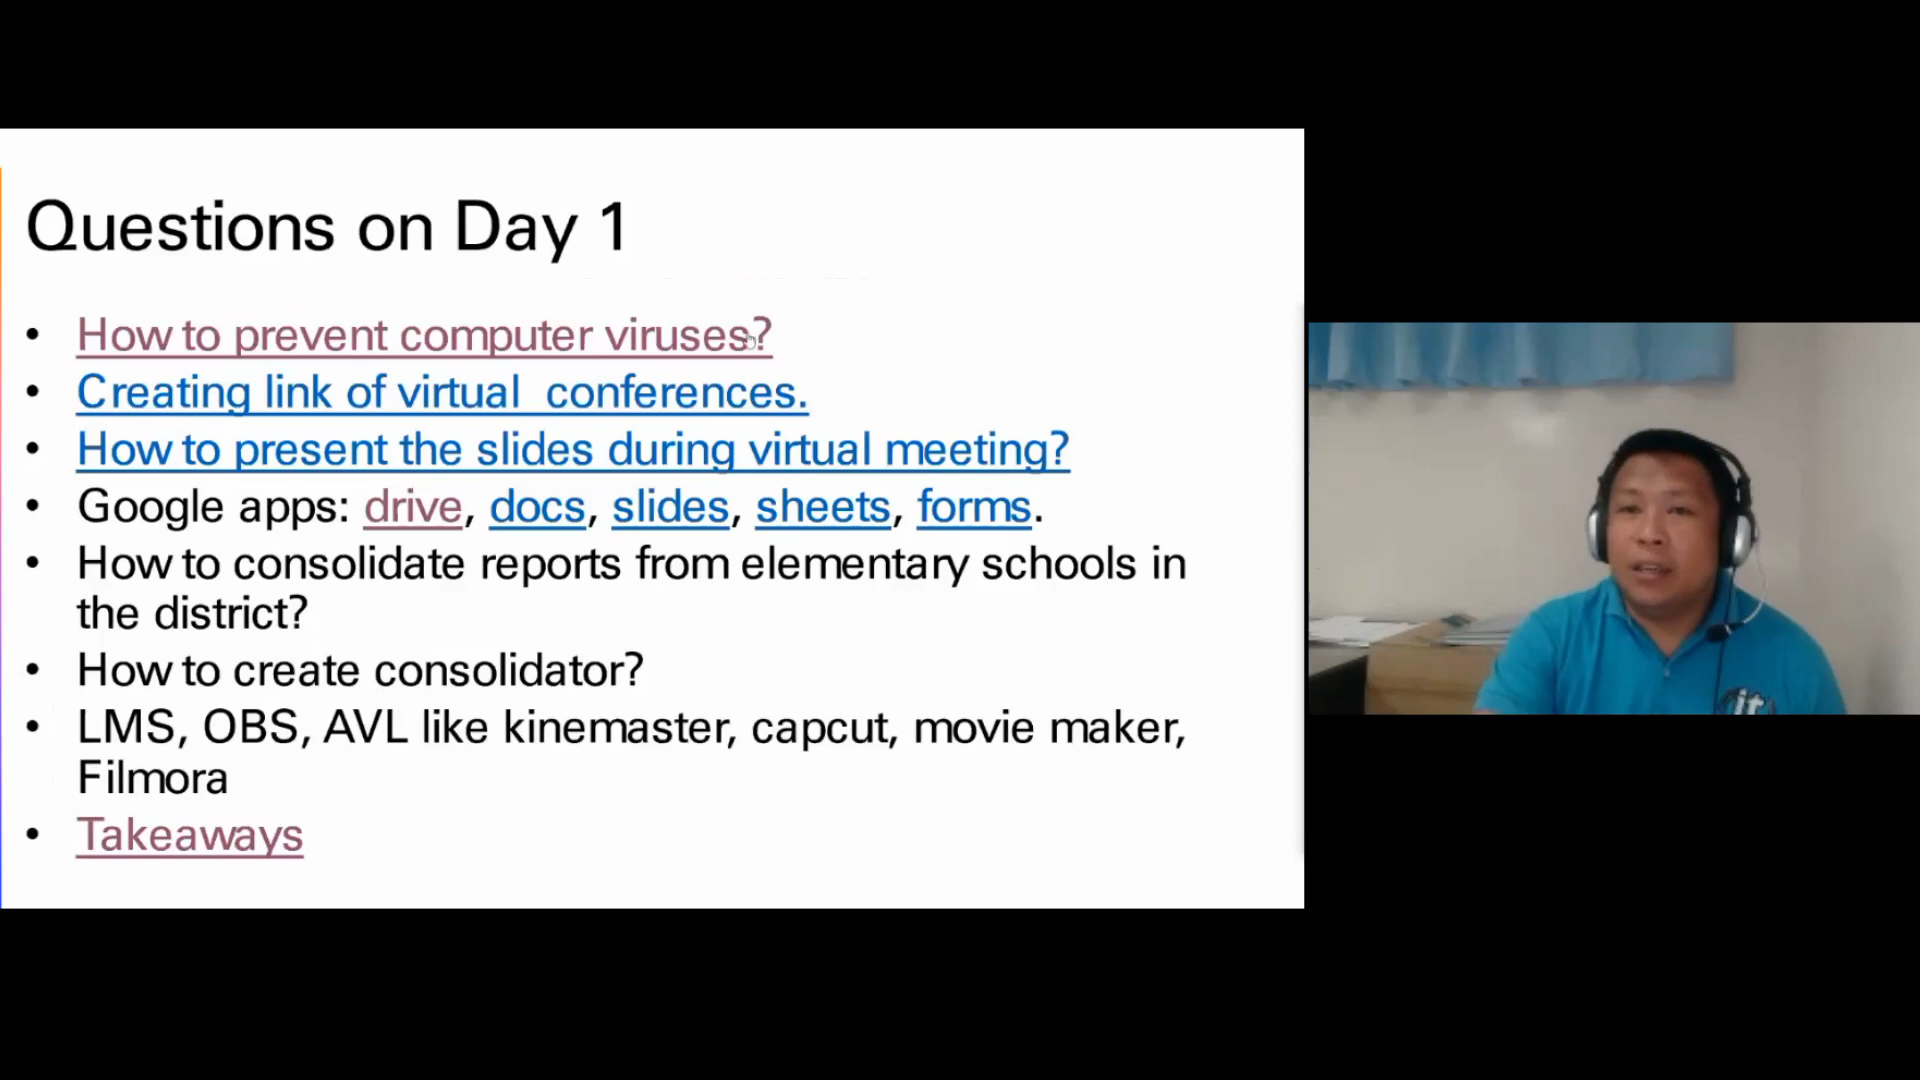 Questions on Day 1
• How to prevent computer viruses?
• Creating link of virtual  conferences.
• How to present the slides during virtual meeting?
• Google apps: drive, docs, slides, sheets, forms.
• How to consolidate reports from elementary schools in
the district?
• How to create consolidator?
• LMS, OBS, AVL like kinemaster, capcut, movie maker,
Filmora
• Takeaways
it